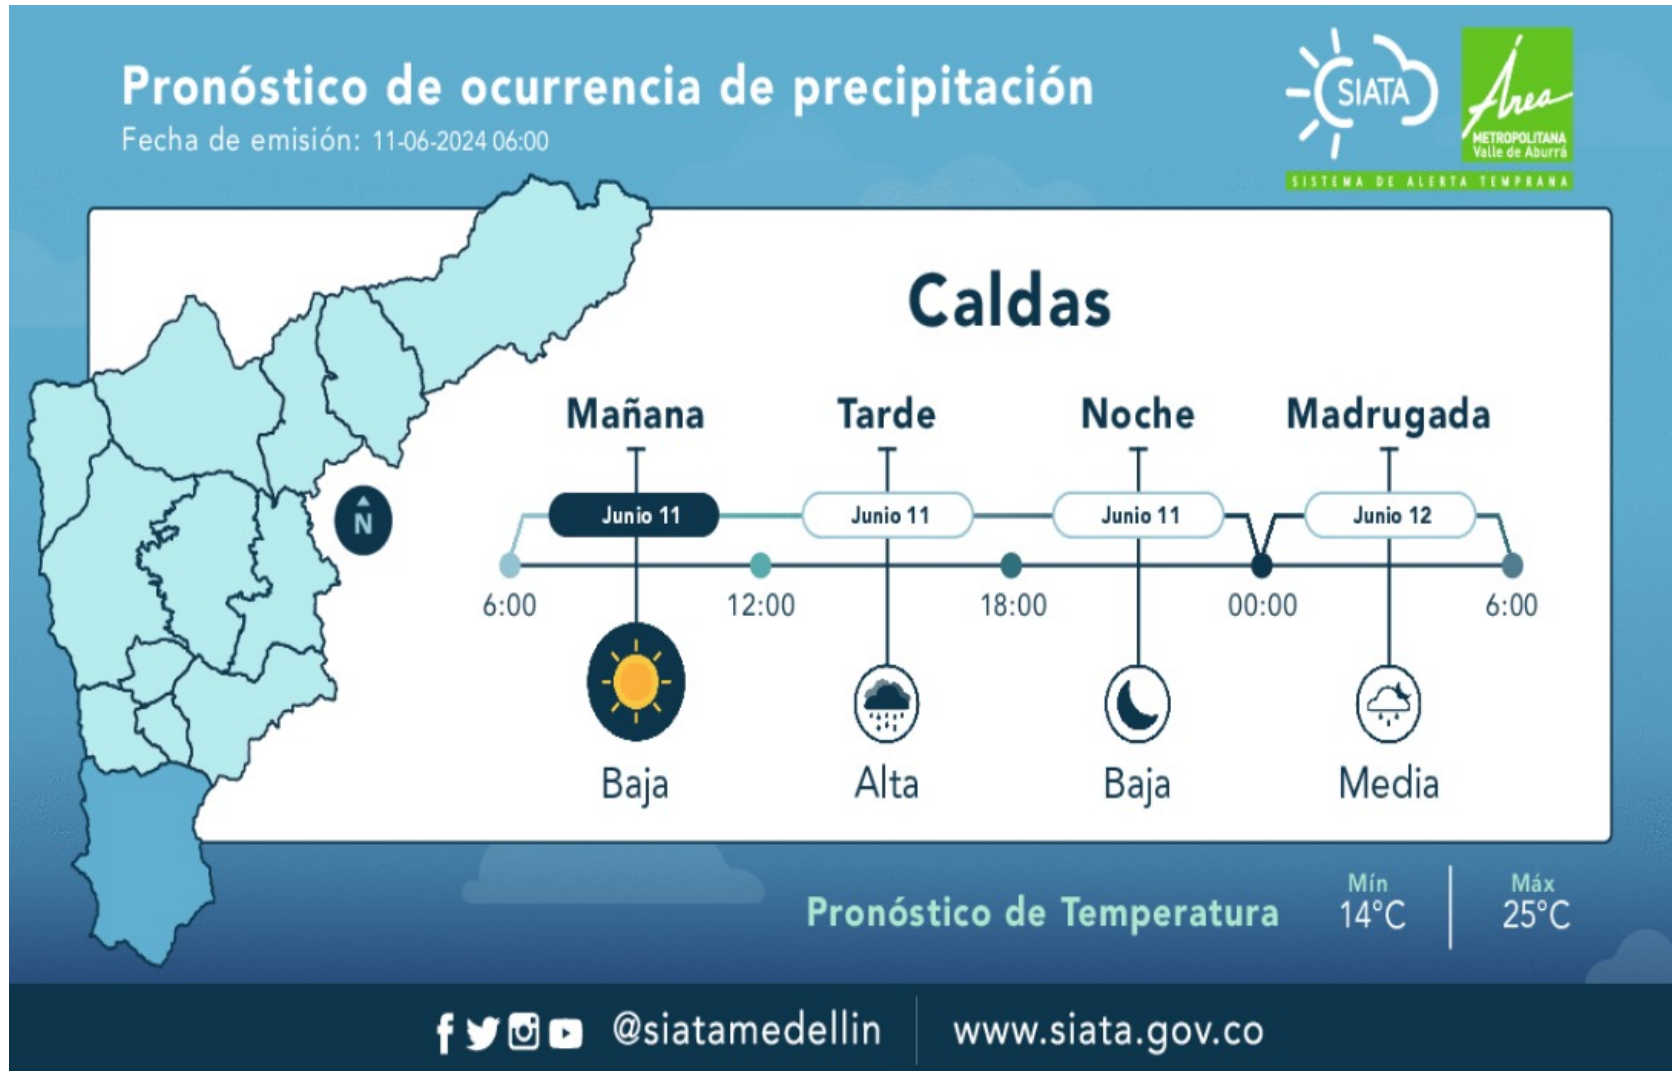 Pronóstico de ocurrencia de precipitación
Fecha de emisión: 11-06-2024 06:00
SIATA
Área
METROPOLITANA
Valle de Aburrá
SISTEMA DE ALERTA TEMPRANA
Caldas
Mañana Tarde Noche Madrugada
Junio 11 Junio 11 Junio 11 Junio 12
N
6:00 12:00 18:00 00:00 6:00
Baja Alta Baja Media
Pronóstico de Temperatura
Mín Máx
14°C 25°C
@siatamedellin www.siata.gov.co